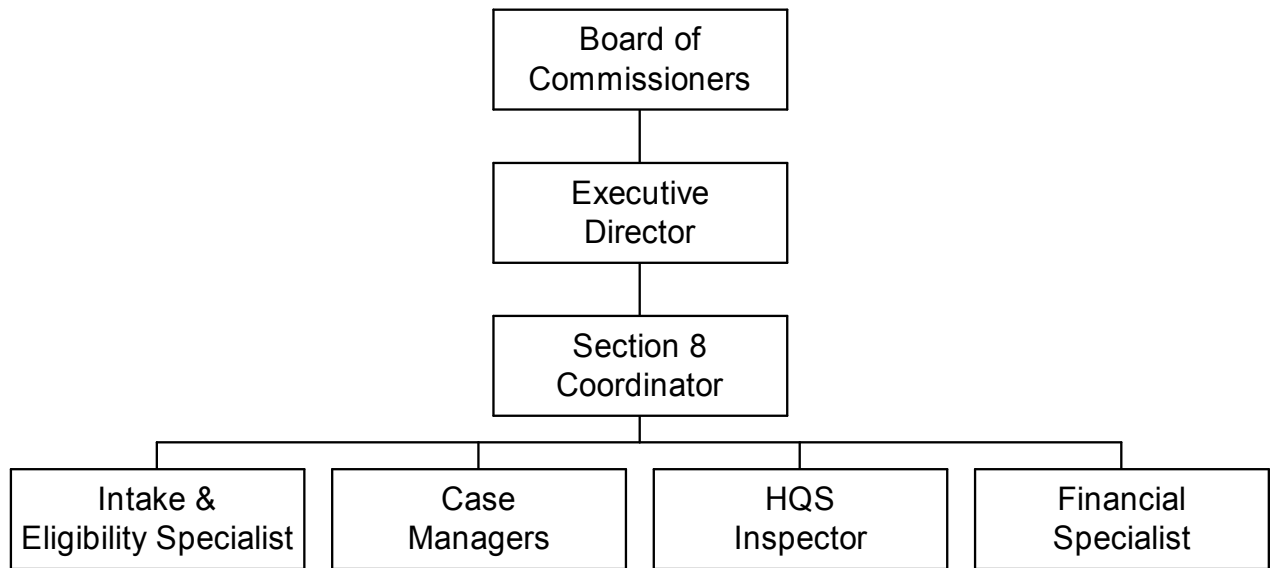 Board of
Commissioners
Executive
Director
Section 8
Coordinator
Intake &
Eligibility Specialist
Case
Managers
HQS
Inspector
Financial
Specialist